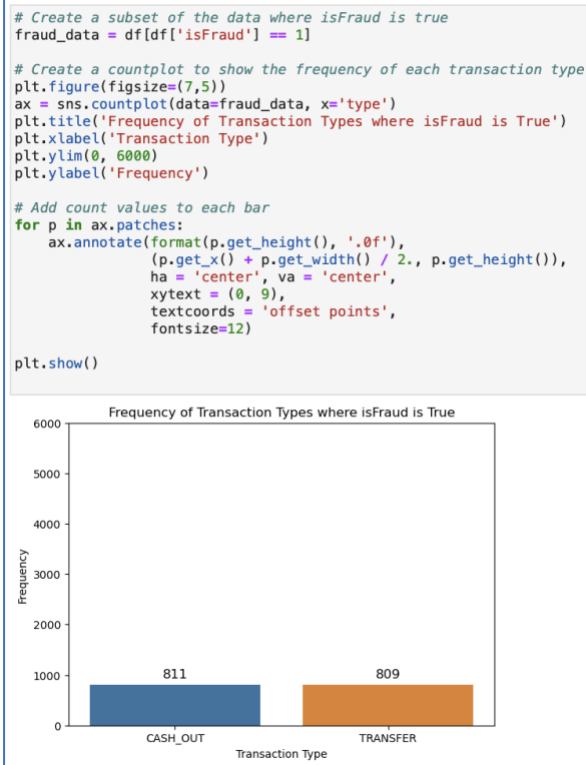 # Create a subset of the data where isFraud is true
fraud_data = df[df['isFraud'] == 1]

# Create a countplot to show the frequency of each transaction type
plt.figure(figsize=(7,5))
ax = sns.countplot(data=fraud_data, x='type')
plt.title('Frequency of Transaction Types where isFraud is True')
plt.xlabel('Transaction Type')
plt.ylim(0, 6000)
plt.ylabel('Frequency')

# Add count values to each bar
for p in ax.patches:
    ax.annotate(format(p.get_height(), '.0f'),
                (p.get_x() + p.get_width() / 2., p.get_height()),
                ha = 'center', va = 'center',
                xytext = (0, 9),
                textcoords = 'offset points',
                fontsize=12)

plt.show()

Frequency of Transaction Types where isFraud is True
6000
5000
4000
3000
2000
1000
0
Frequency
811
809
CASH_OUT
TRANSFER
Transaction Type